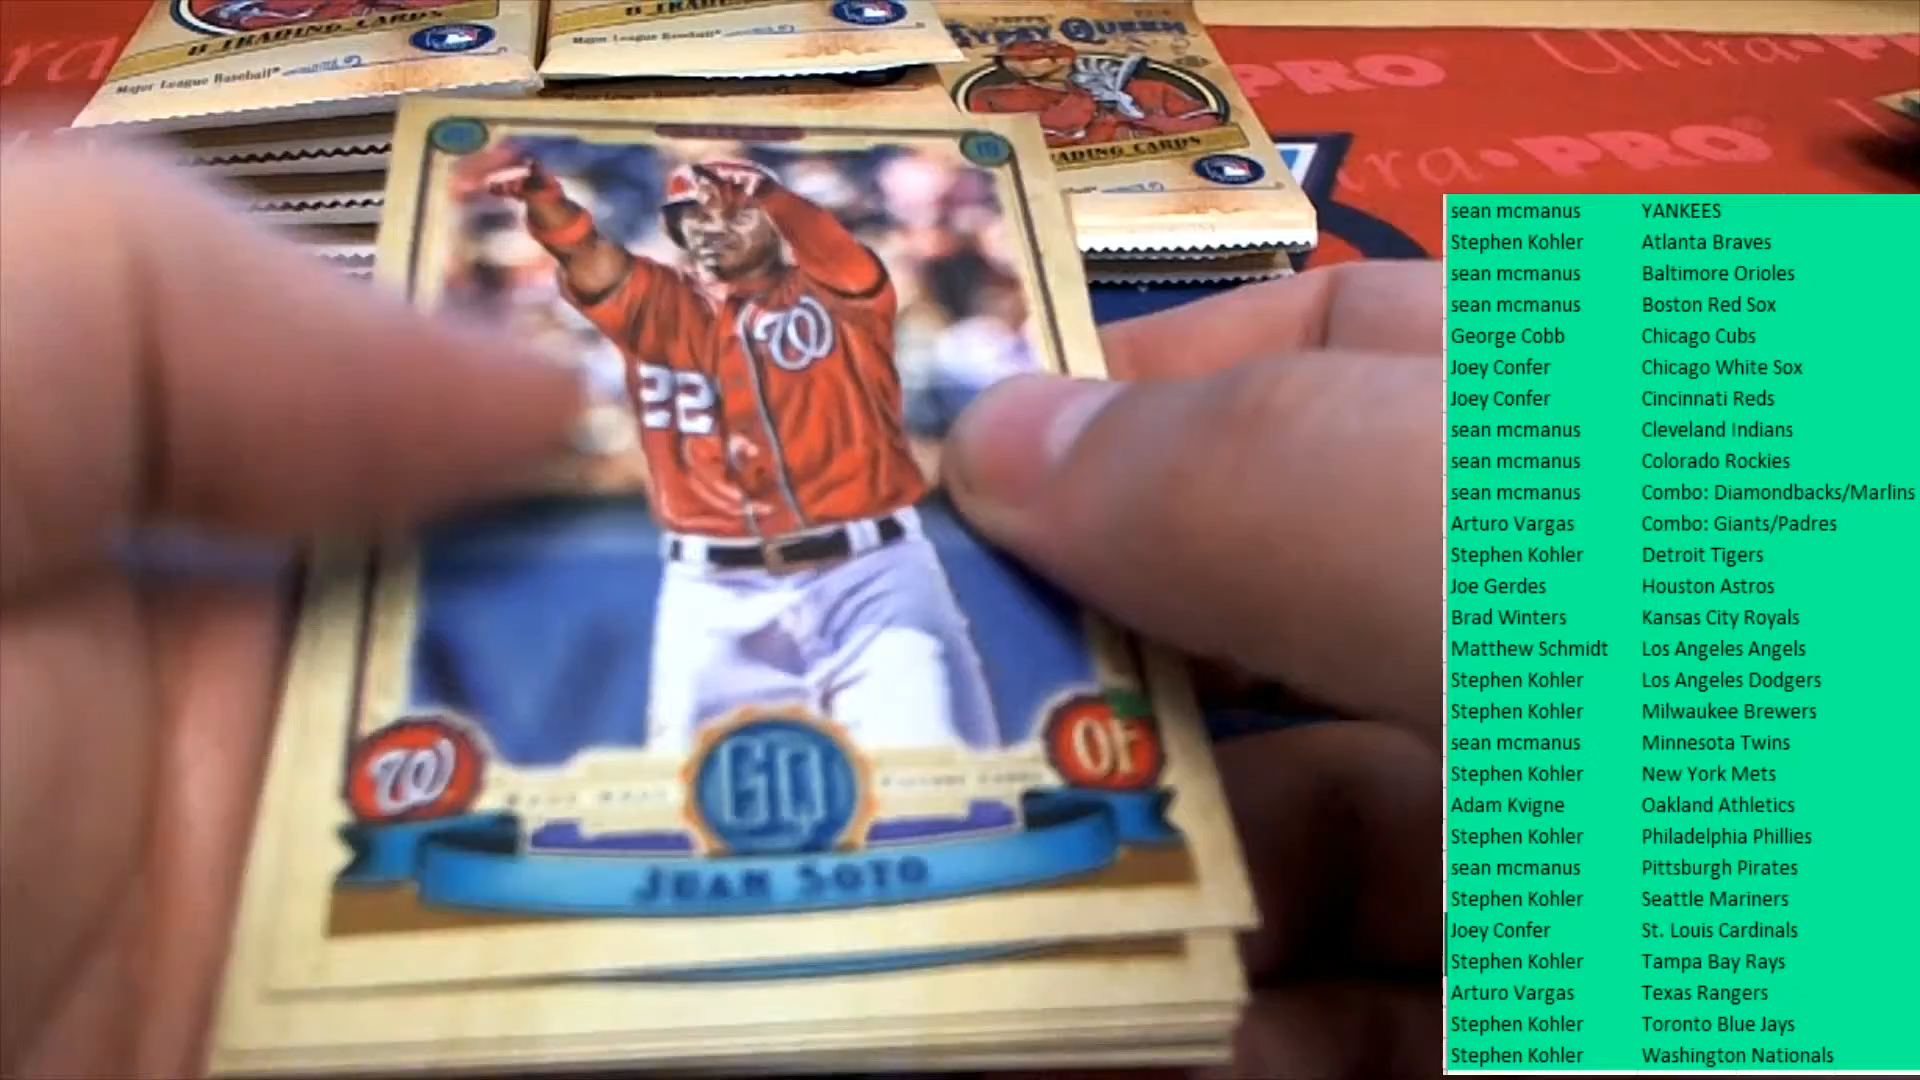 8 TRADING CARDS
Major League Baseball
8 TRADING
Major League Baseball
TOPPS
GYPSY QUEEN
TRADING CARDS
Ultra PRO
ra PRO
W
22
W
GQ
OF
JUAN SOTO
sean mcmanus YANKEES
Stephen Kohler Atlanta Braves
sean mcmanus Baltimore Orioles
sean mcmanus Boston Red Sox
George Cobb Chicago Cubs
Joey Confer Chicago White Sox
Joey Confer Cincinnati Reds
sean mcmanus Cleveland Indians
sean mcmanus Colorado Rockies
sean mcmanus Combo: Diamondbacks/Marlins
Arturo Vargas Combo: Giants/Padres
Stephen Kohler Detroit Tigers
Joe Gerdes Houston Astros
Brad Winters Kansas City Royals
Matthew Schmidt Los Angeles Angels
Stephen Kohler Los Angeles Dodgers
Stephen Kohler Milwaukee Brewers
sean mcmanus Minnesota Twins
Stephen Kohler New York Mets
Adam Kvigne Oakland Athletics
Stephen Kohler Philadelphia Phillies
sean mcmanus Pittsburgh Pirates
Stephen Kohler Seattle Mariners
Joey Confer St. Louis Cardinals
Stephen Kohler Tampa Bay Rays
Arturo Vargas Texas Rangers
Stephen Kohler Toronto Blue Jays
Stephen Kohler Washington Nationals